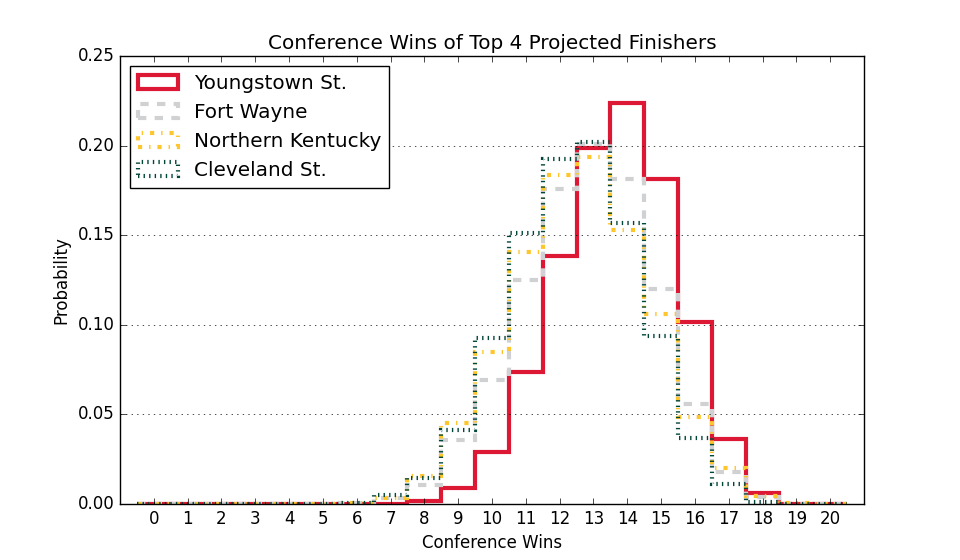 Conference Wins of Top 4 Projected Finishers
Youngstown St.
Fort Wayne
Northern Kentucky
Cleveland St.
Probability
0.25
0.20
0.15
0.10
0.05
0.00
0 1 2 3 4 5 6 7 8 9 10 11 12 13 14 15 16 17 18 19 20
Conference Wins